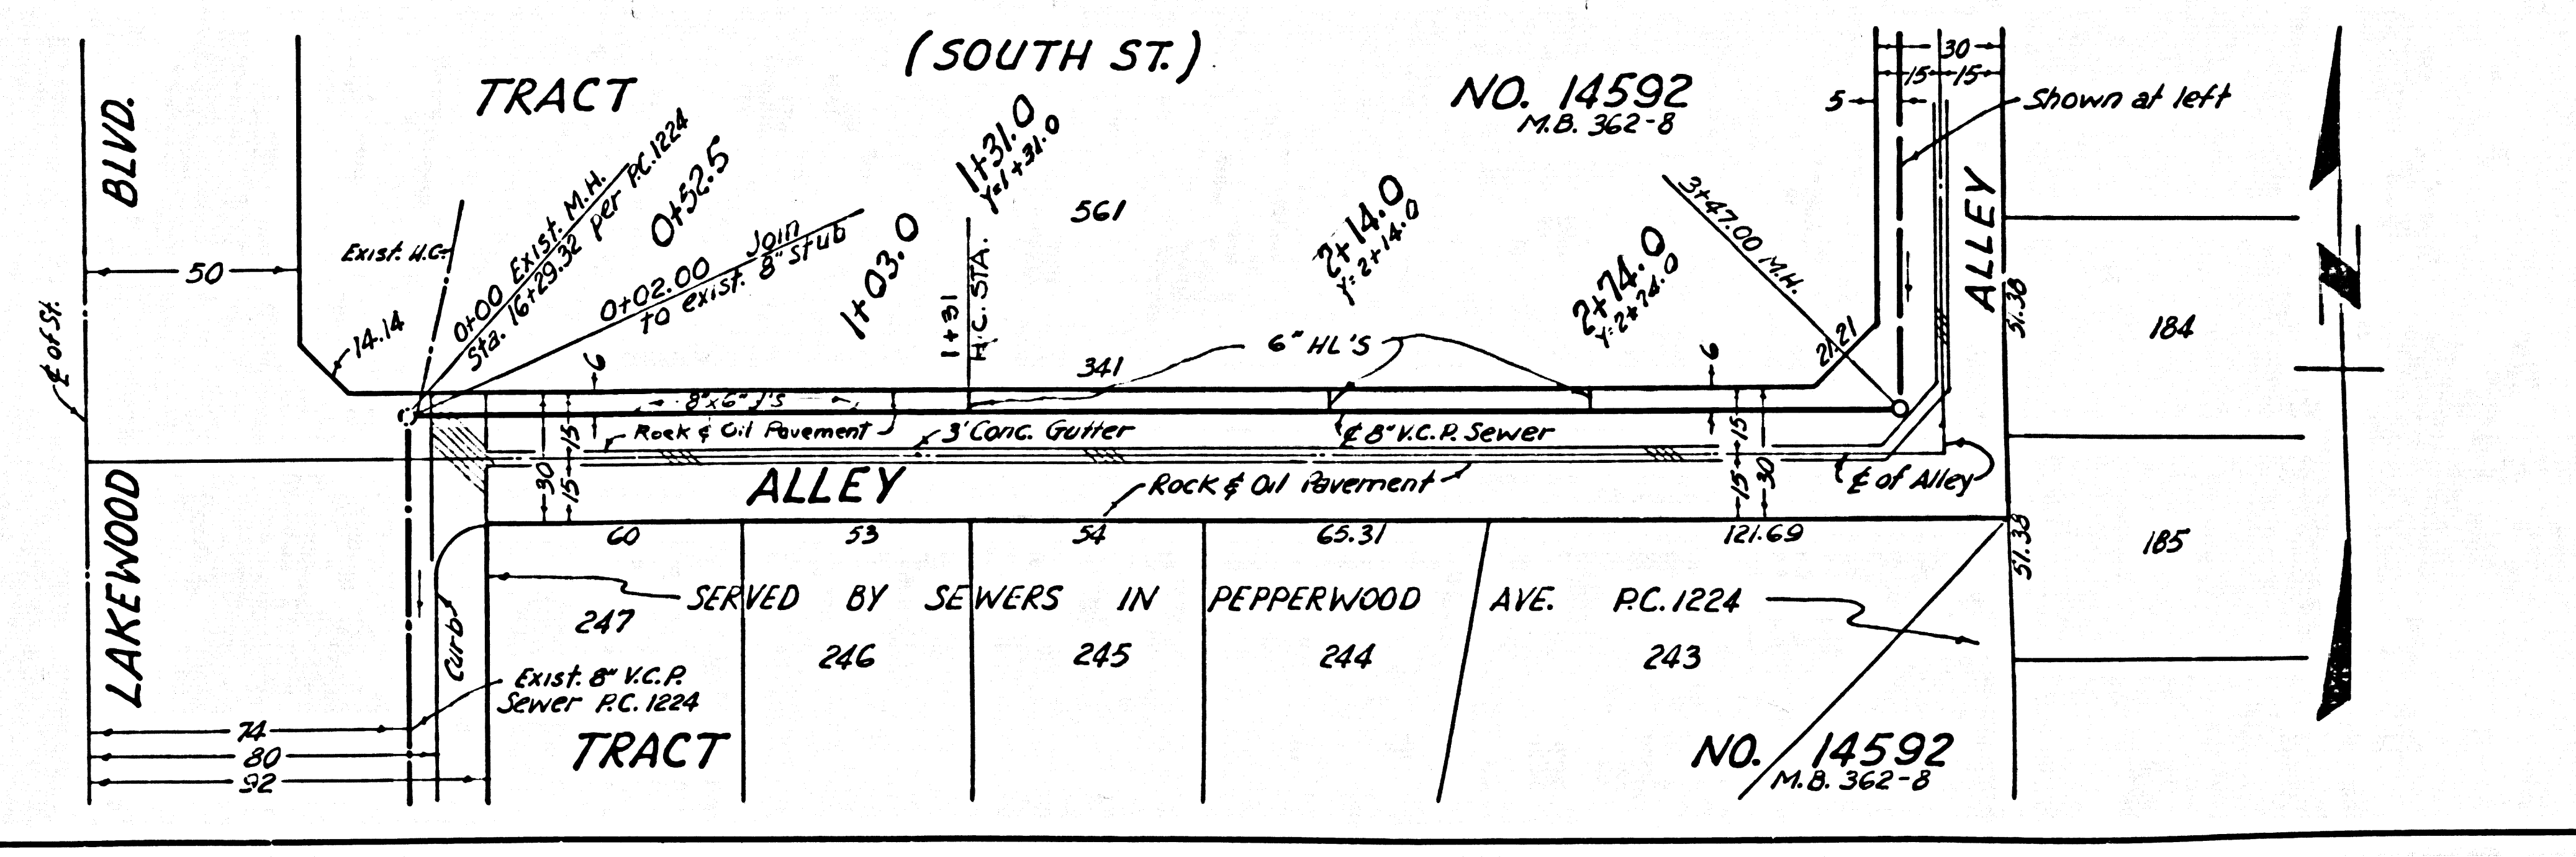 (SOUTH ST.)
TRACT
NO. 14592
M.B. 362-8
BLVD.
LAKEWOOD
℄ of St.
50
14.14
Exist. H.C.
0+00 Exist. M.H.
Sta. 16+29.32 per P.C. 1224
0+52.5
0+02.00 Join
to exist. 8" stub
1+03.0
1+31.0
Y=1+31.0
1+31
H.C. STA.
561
2+14.0
Y=2+14.0
2+74.0
Y=2+74.0
3+47.00 M.H.
30
15 15
5
Shown at left
ALLEY
51.38
184
21.21
6
341
6" HL'S
6
8"x6" Y'S
Rock & Oil Pavement
3' Conc. Gutter
℄ 8" V.C.P. Sewer
15
30
15
15
15
30
ALLEY
Rock & Oil Pavement
℄ of Alley
60
53
54
65.31
121.69
51.38
185
SERVED BY SEWERS IN PEPPERWOOD AVE. P.C. 1224
247
246
245
244
243
Curb
Exist. 8" V.C.P.
Sewer P.C. 1224
74
80
92
TRACT
NO. 14592
M.B. 362-8
N